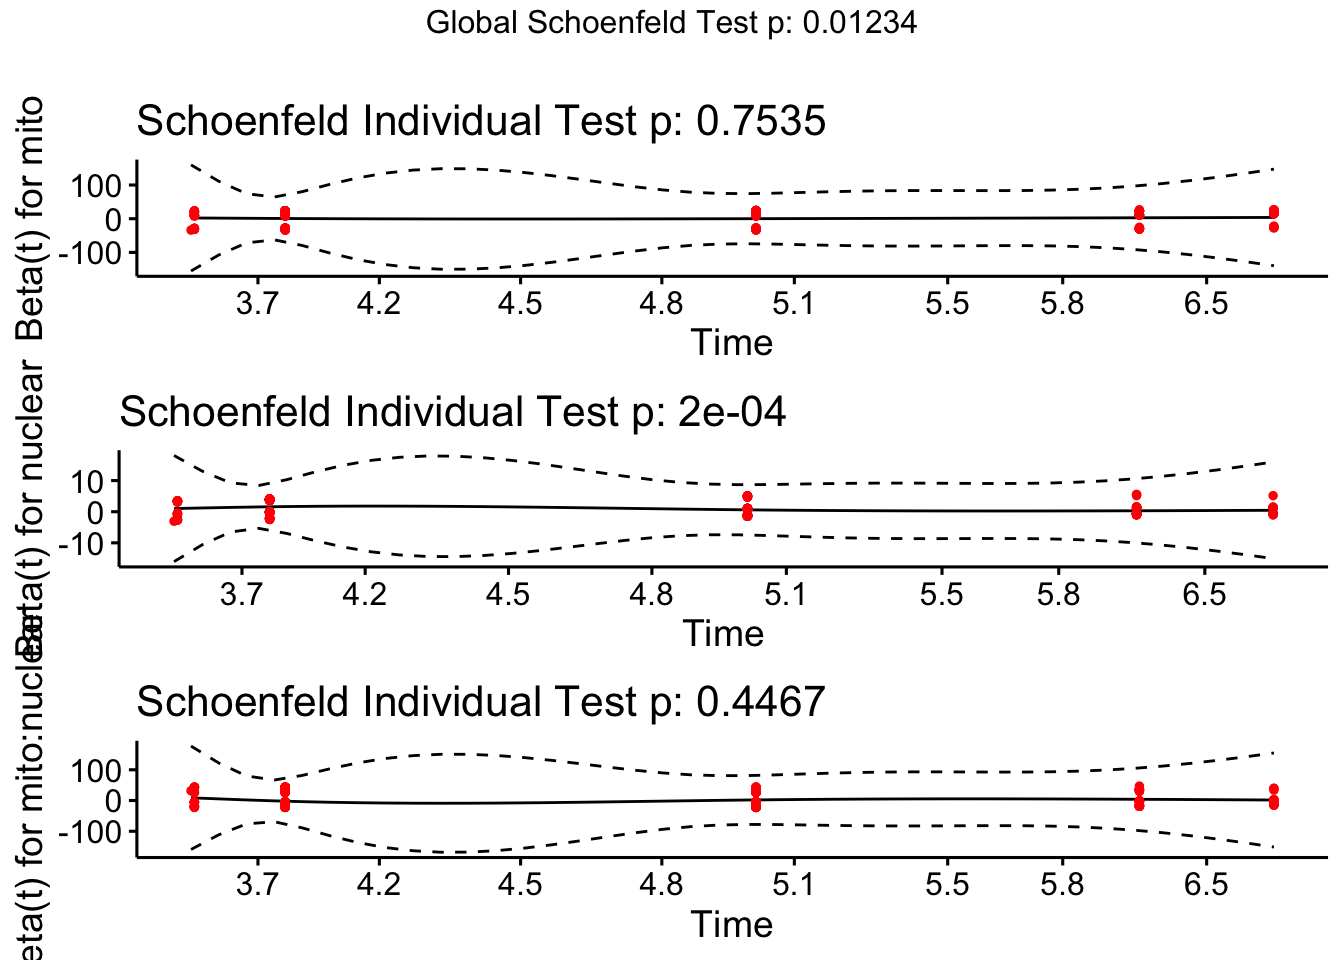 Global Schoenfeld Test p: 0.01234
Schoenfeld Individual Test p: 0.7535
Beta(t) for mito
100
0
-100
3.7 4.2 4.5 4.8 5.1 5.5 5.8 6.5
Time
Schoenfeld Individual Test p: 2e-04
Beta(t) for nuclear
10
0
-10
3.7 4.2 4.5 4.8 5.1 5.5 5.8 6.5
Time
Schoenfeld Individual Test p: 0.4467
eta(t) for mito:nuclear
100
0
-100
3.7 4.2 4.5 4.8 5.1 5.5 5.8 6.5
Time